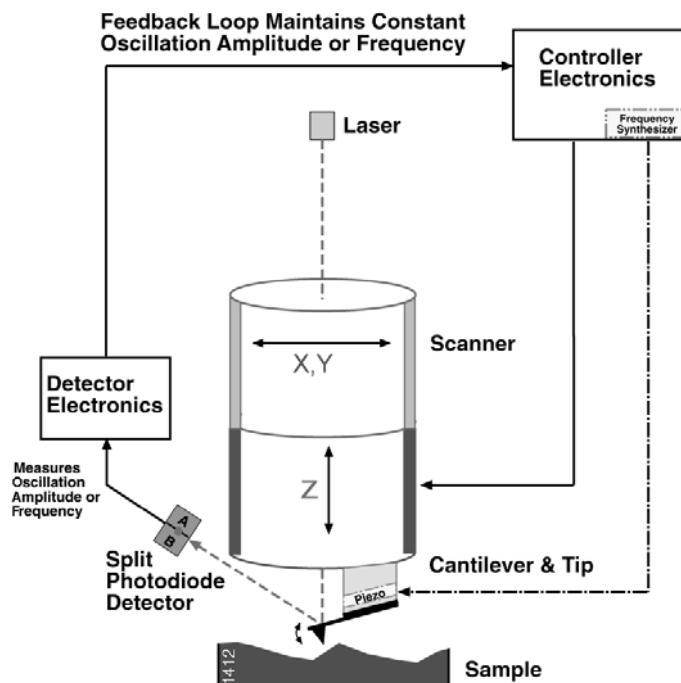 Feedback Loop Maintains Constant
Oscillation Amplitude or Frequency
Controller
Electronics
Frequency
Synthesizer
Laser
Scanner
X,Y
Detector
Electronics
Z
Measures
Oscillation
Amplitude or
Frequency
A
B
Split
Photodiode
Detector
Cantilever & Tip
Piezo
Sample
1412